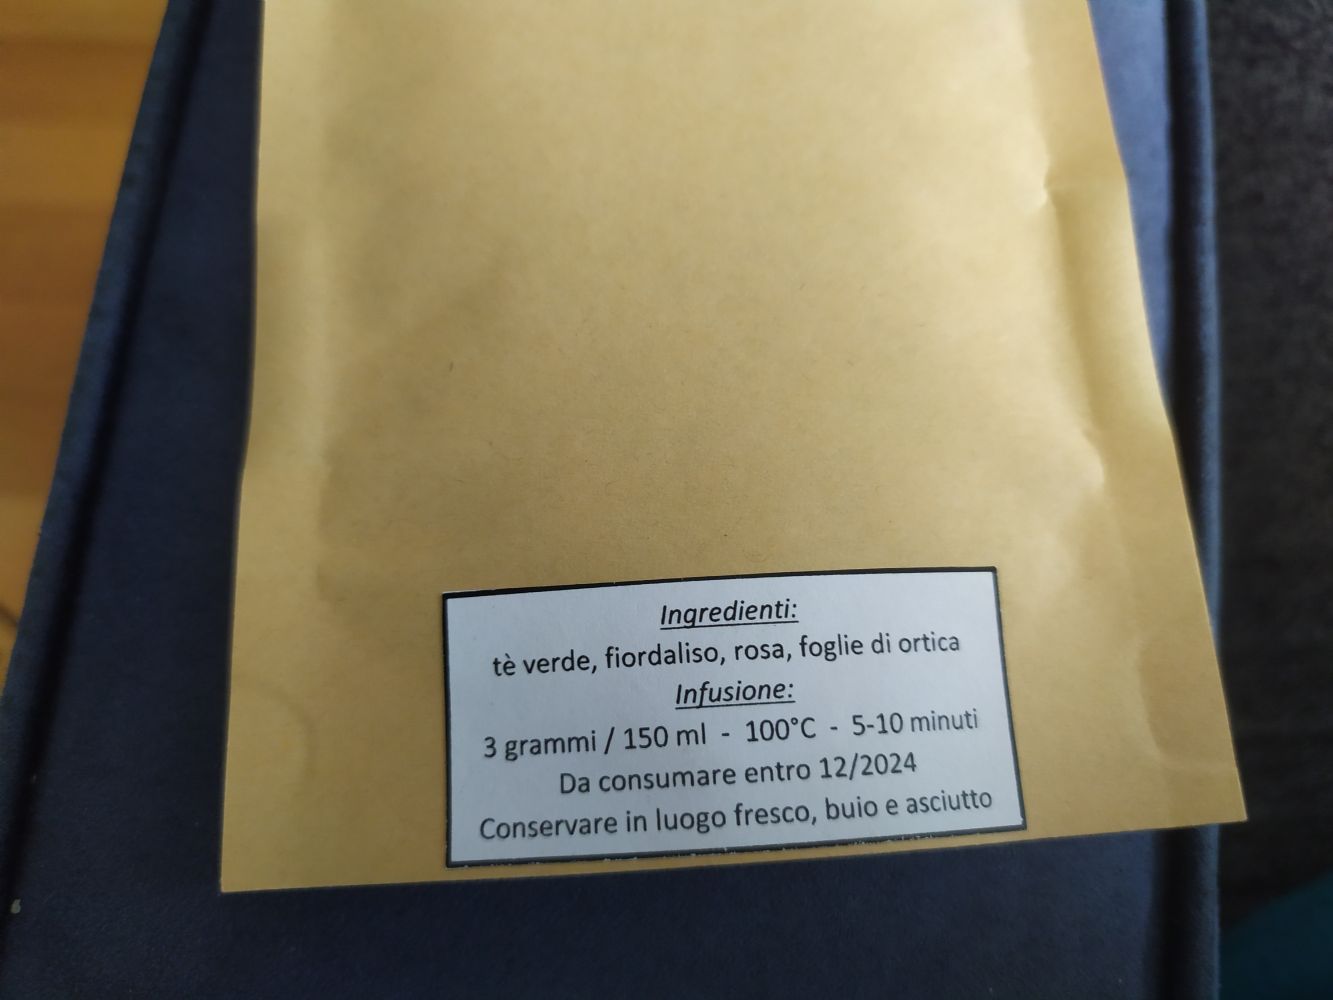 Ingredienti:
tè verde, fiordaliso, rosa, foglie di ortica
Infusione:
3 grammi / 150 ml - 100°C - 5-10 minuti
Da consumare entro 12/2024
Conservare in luogo fresco, buio e asciutto